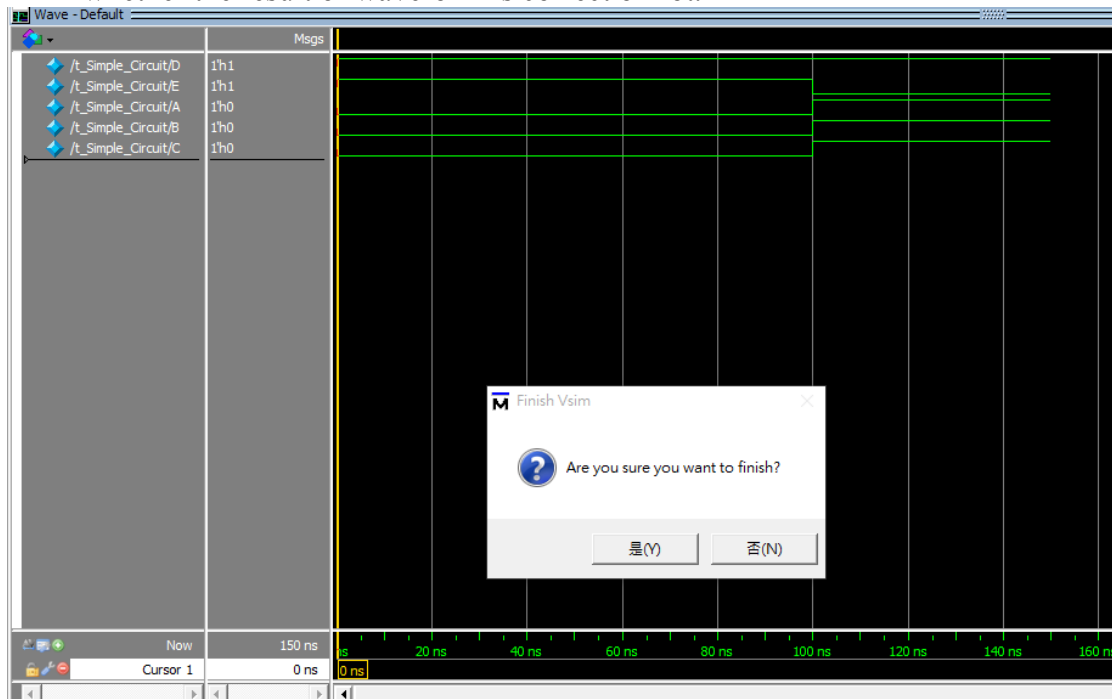 Wave - Default
Msgs
/t_Simple_Circuit/D 1'h1
/t_Simple_Circuit/E 1'h1
/t_Simple_Circuit/A 1'h0
/t_Simple_Circuit/B 1'h0
/t_Simple_Circuit/C 1'h0
Finish Vsim
Are you sure you want to finish?
是(Y) 否(N)
Now 150 ns
ns 20 ns 40 ns 60 ns 80 ns 100 ns 120 ns 140 ns 160 n
Cursor 1 0 ns 0 ns